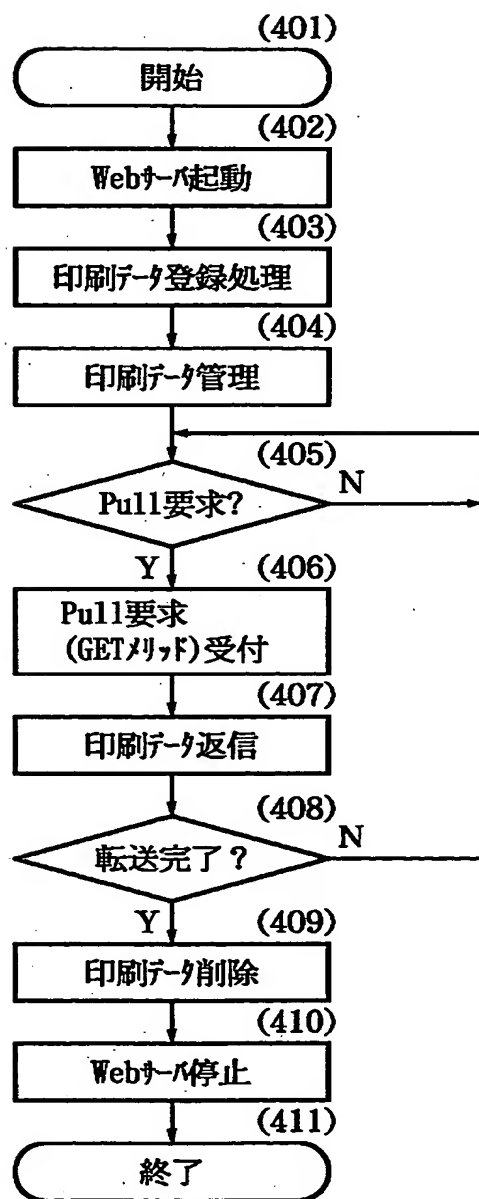 (401)
開始
(402)
Webサーバ起動
(403)
印刷データ登録処理
(404)
印刷データ管理
(405)
Pull要求?
N
Y
(406)
Pull要求
(GETメリッド)受付
(407)
印刷データ返信
(408)
転送完了?
N
Y
(409)
印刷データ削除
(410)
Webサーバ停止
(411)
終了